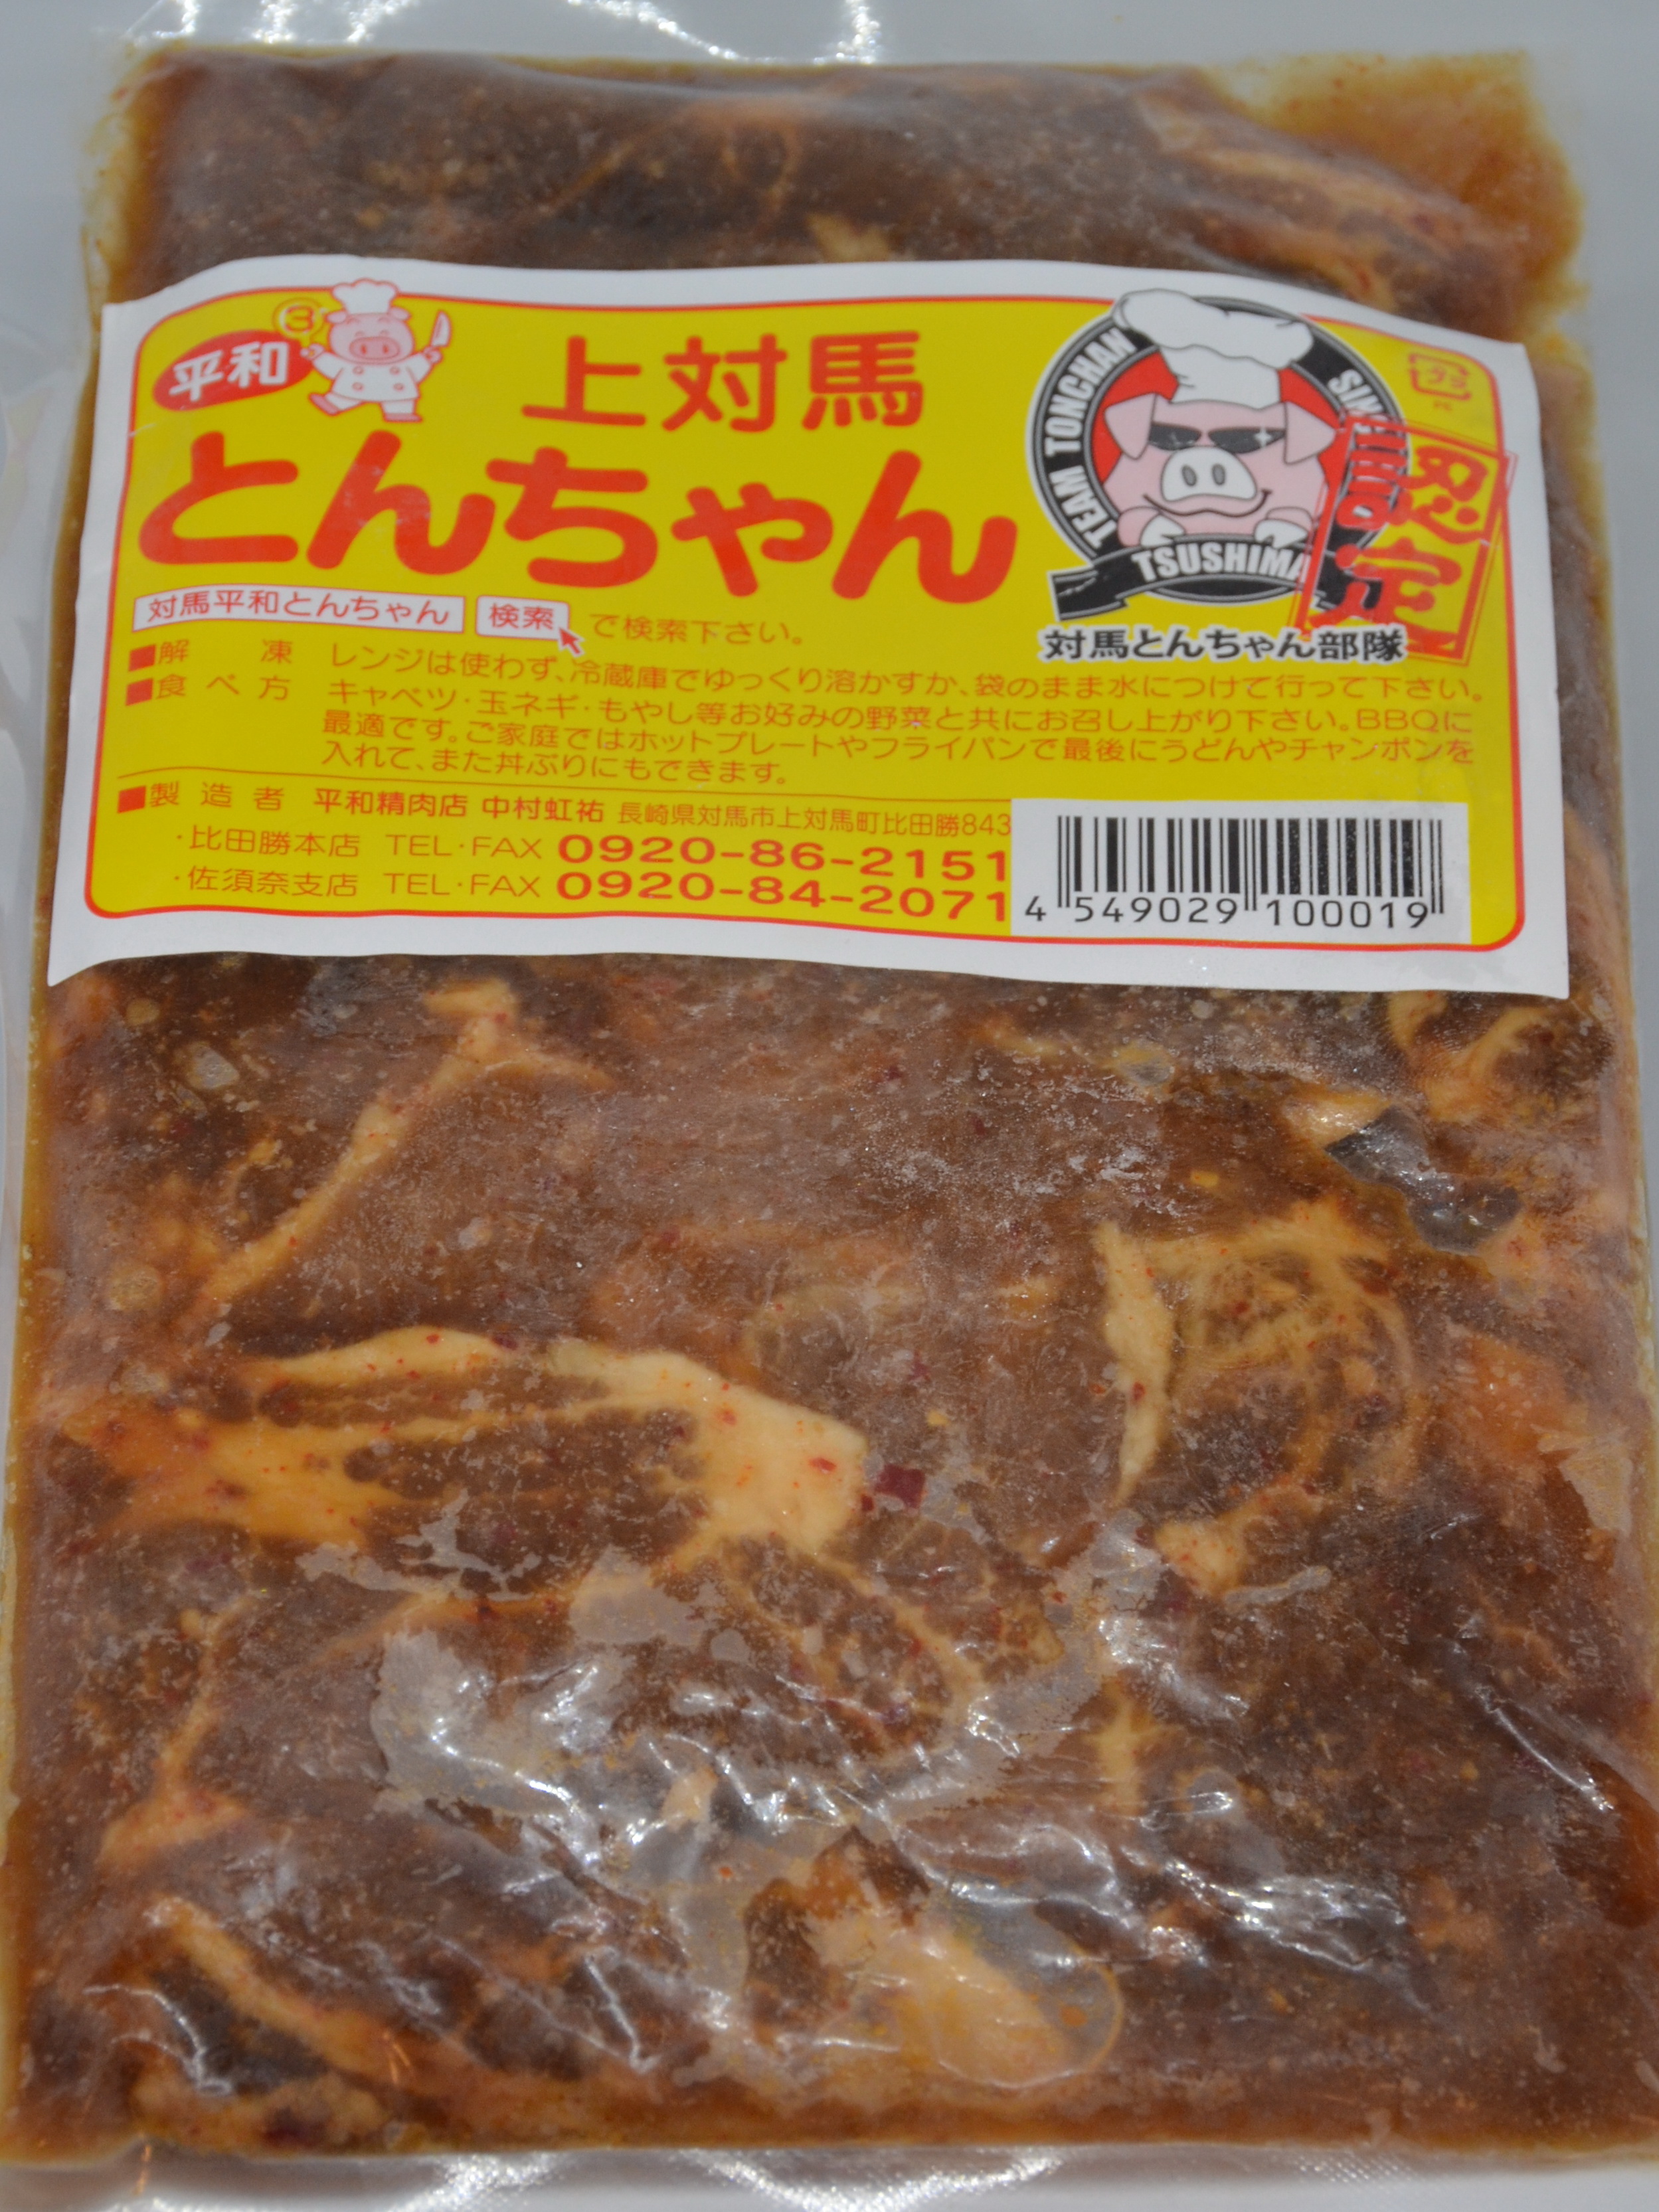 平和
上対馬
とんちゃん
TEAM TONCHAN
TSUSHIMA
認定
対馬とんちゃん部隊
プラ
対馬平和とんちゃん 検索 で検索下さい。
■解凍 レンジは使わず、冷蔵庫でゆっくり溶かすか、袋のまま水につけて行って下さい。
■食べ方 キャベツ・玉ネギ・もやし等お好みの野菜と共にお召し上がり下さい。BBQに
最適です。ご家庭ではホットプレートやフライパンで最後にうどんやチャンポンを
入れて、また丼ぶりにもできます。
■製造者 平和精肉店 中村虹祐 長崎県対馬市上対馬町比田勝843
・比田勝本店 TEL・FAX 0920-86-2151
・佐須奈支店 TEL・FAX 0920-84-2071
4 549029 100019